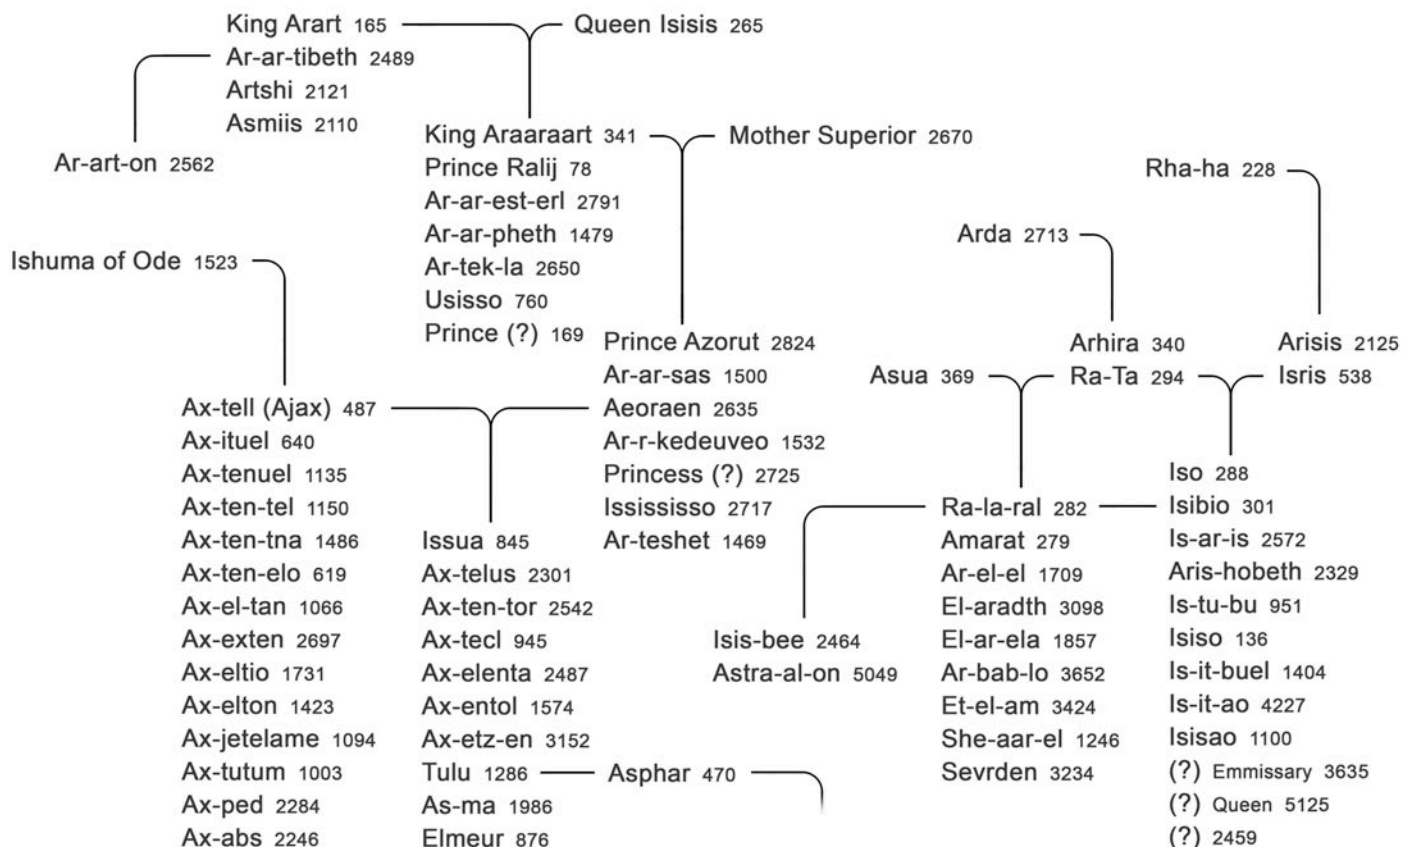 King Arart 165
Queen Isisis 265
Ar-ar-tibeth 2489
Artshi 2121
Asmiis 2110
Ar-art-on 2562
King Araaraart 341
Mother Superior 2670
Prince Ralij 78
Ar-ar-est-erl 2791
Ar-ar-pheth 1479
Ar-tek-la 2650
Usisso 760
Prince (?) 169
Rha-ha 228
Arda 2713
Ishuma of Ode 1523
Prince Azorut 2824
Ar-ar-sas 1500
Aeoraen 2635
Ar-r-kedeuveo 1532
Princess (?) 2725
Issississo 2717
Ar-teshet 1469
Arhira 340
Ra-Ta 294
Arisis 2125
Isris 538
Asua 369
Ax-tell (Ajax) 487
Ax-ituel 640
Ax-tenuel 1135
Ax-ten-tel 1150
Ax-ten-tna 1486
Ax-ten-elo 619
Ax-el-tan 1066
Ax-exten 2697
Ax-eltio 1731
Ax-elton 1423
Ax-jetelame 1094
Ax-tutum 1003
Ax-ped 2284
Ax-abs 2246
Issua 845
Ax-telus 2301
Ax-ten-tor 2542
Ax-tecl 945
Ax-elenta 2487
Ax-entol 1574
Ax-etz-en 3152
Tulu 1286
Asphar 470
As-ma 1986
Elmeur 876
Isis-bee 2464
Astra-al-on 5049
Ra-la-ral 282
Amarat 279
Ar-el-el 1709
El-aradth 3098
El-ar-ela 1857
Ar-bab-lo 3652
Et-el-am 3424
She-aar-el 1246
Sevrden 3234
Iso 288
Isibio 301
Is-ar-is 2572
Aris-hobeth 2329
Is-tu-bu 951
Isiso 136
Is-it-buel 1404
Is-it-ao 4227
Isisao 1100
(?) Emmissary 3635
(?) Queen 5125
(?) 2459